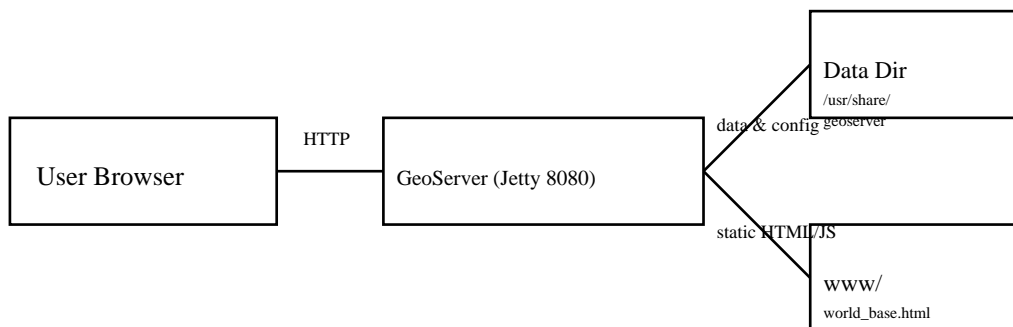 User Browser
HTTP
GeoServer (Jetty 8080)
data & config
Data Dir
/usr/share/
geoserver
static HTML/JS
www/
world_base.html